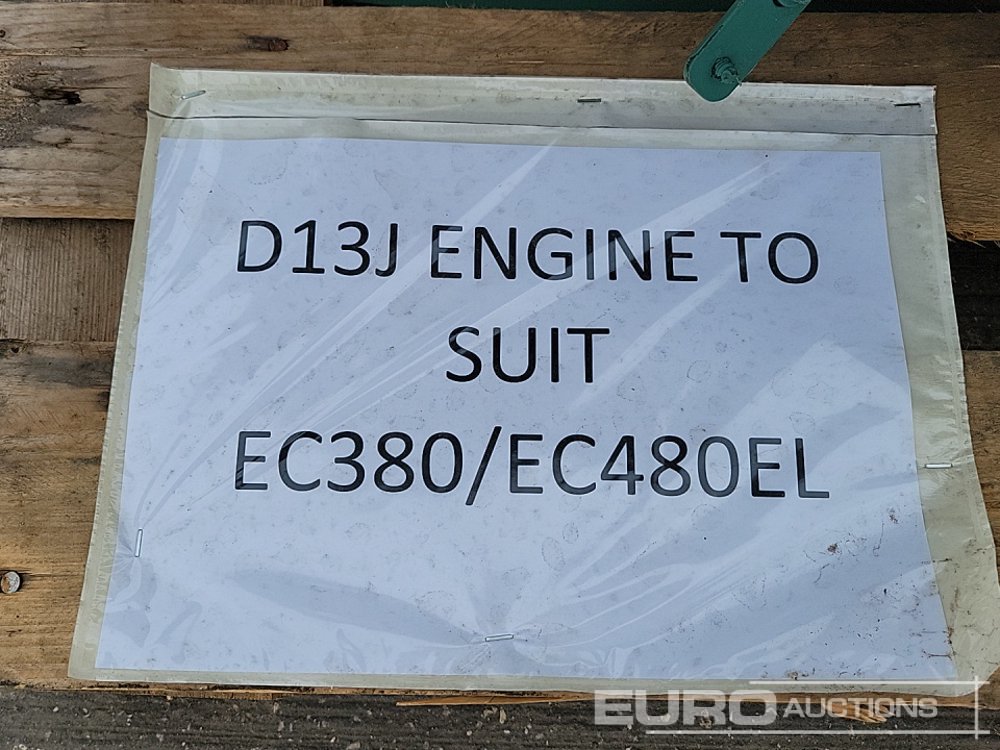 D13J ENGINE TO
SUIT
EC380/EC480EL
EURO AUCTIONS